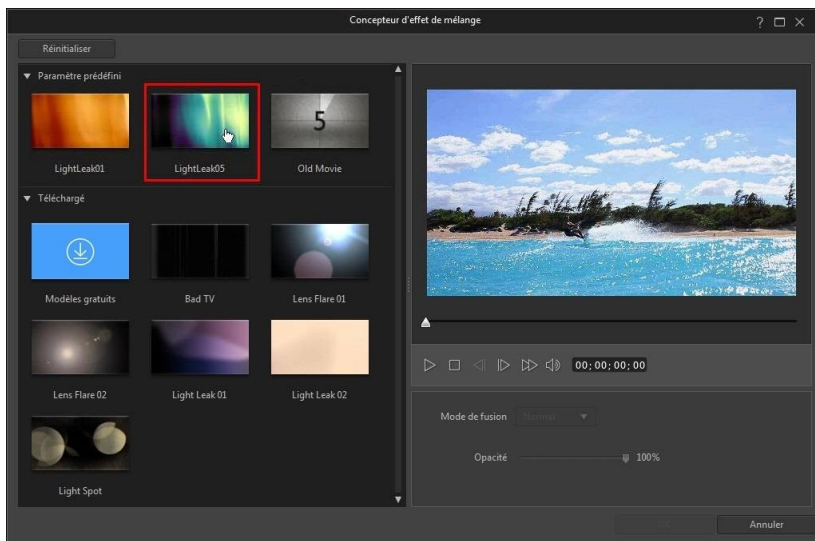 Concepteur d'effet de mélange
?
Réinitialiser
Paramètre prédéfini
5
LightLeak01
LightLeak05
Old Movie
Téléchargé
Modèles gratuits
Bad TV
Lens Flare 01
Lens Flare 02
Light Leak 01
Light Leak 02
Light Spot
00;00;00;00
Mode de fusion Normal
Opacité 100%
OK
Annuler